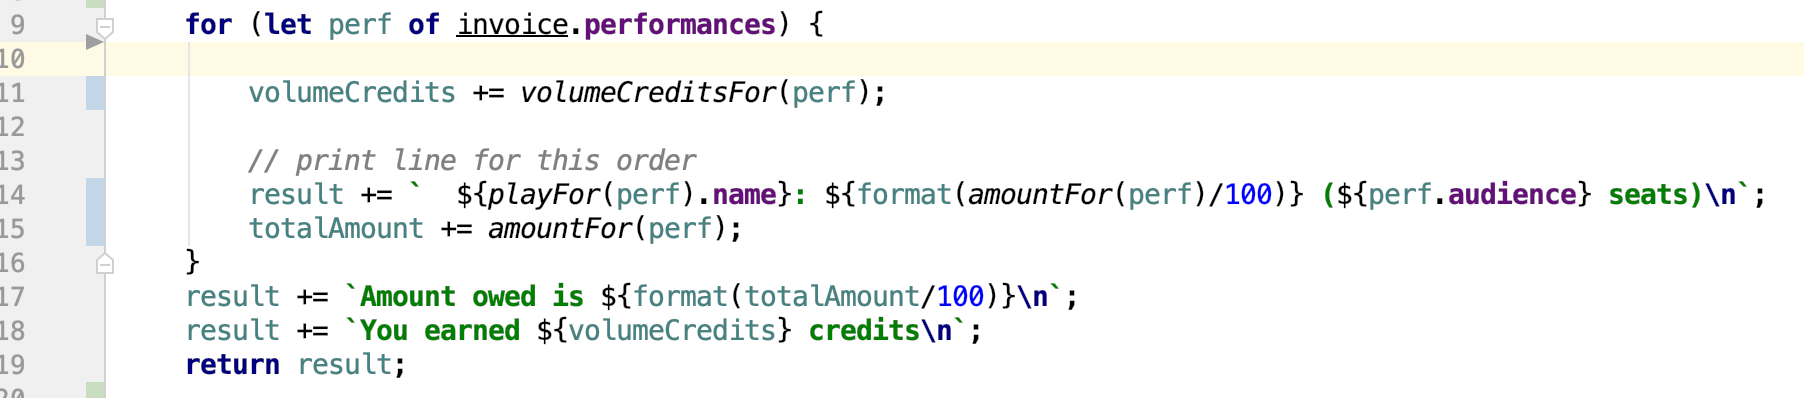 9 for (let perf of invoice.performances) {
10
11 volumeCredits += volumeCreditsFor(perf);
12
13 // print line for this order
14 result += `  ${playFor(perf).name}: ${format(amountFor(perf)/100)} (${perf.audience} seats)\n`;
15 totalAmount += amountFor(perf);
16 }
17 result += `Amount owed is ${format(totalAmount/100)}\n`;
18 result += `You earned ${volumeCredits} credits\n`;
19 return result;
20